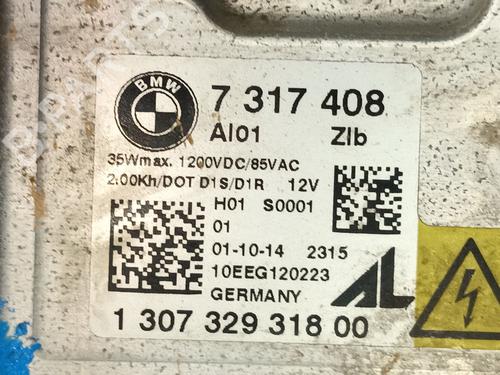 BMW
7 317 408
AI01 ZIb
35Wmax. 1200VDC/85VAC
2.00Kh/DOT D1S/D1R 12V
H01 S0001
01
01-10-14 2315
10EEG120223
GERMANY AL
1 307 329 318 00